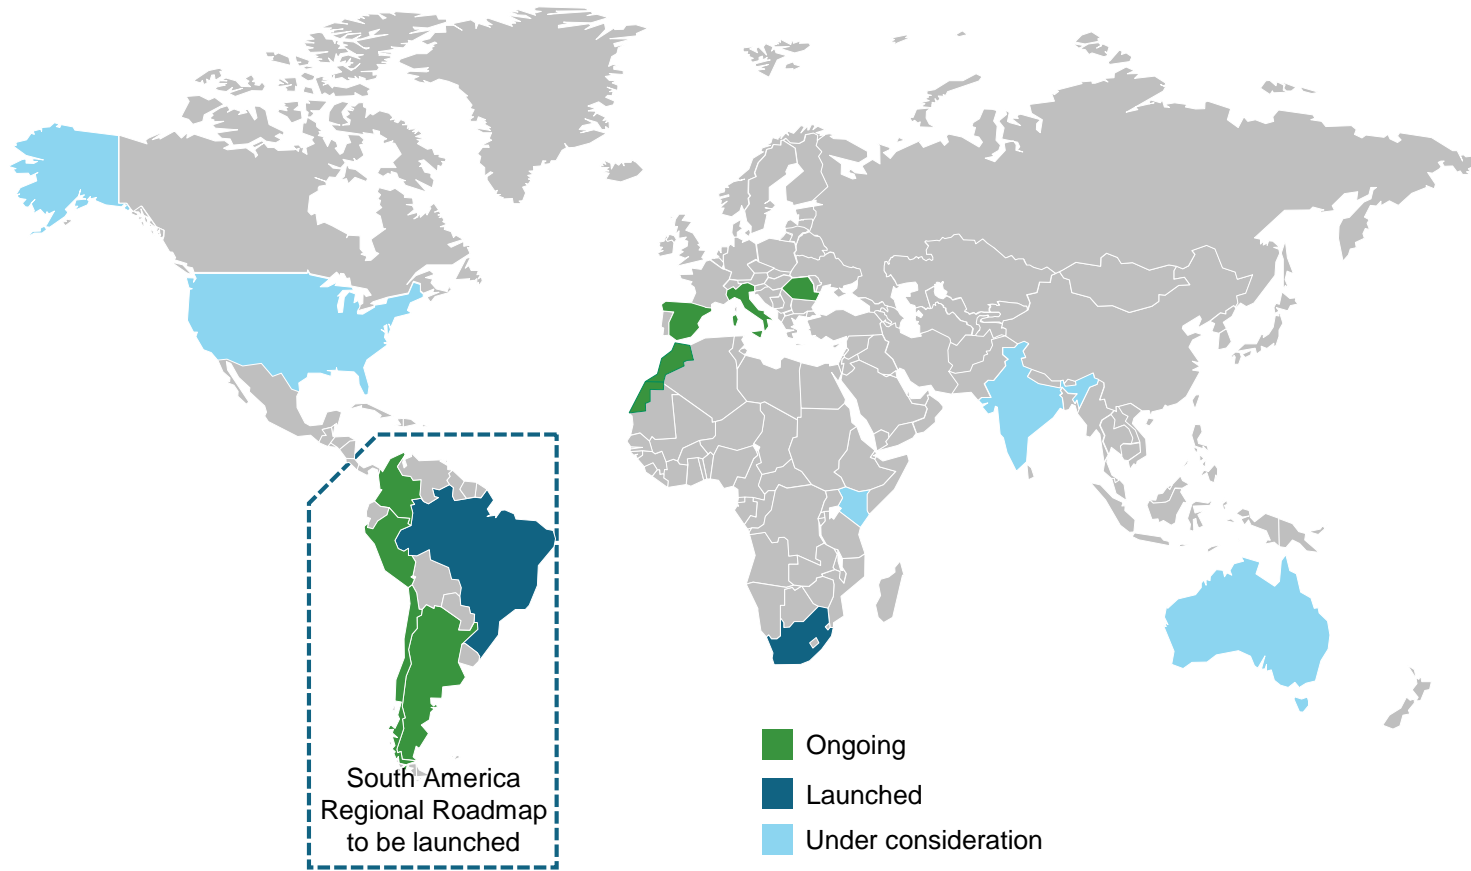 South America
Regional Roadmap
to be launched
Ongoing
Launched
Under consideration